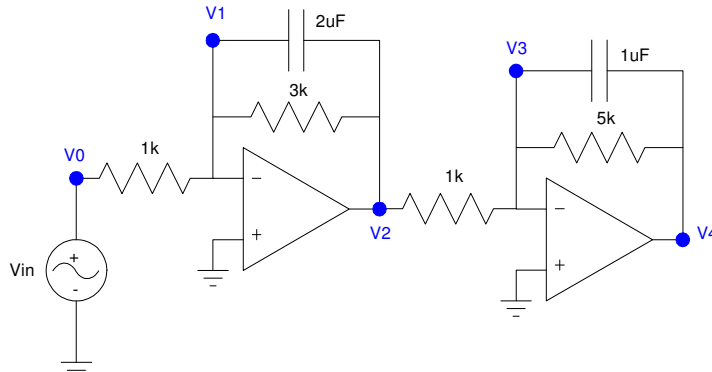 V1
2uF
V3
1uF
3k
5k
V0
1k
1k
−
−
V2
+
V4
+
Vin
+
-